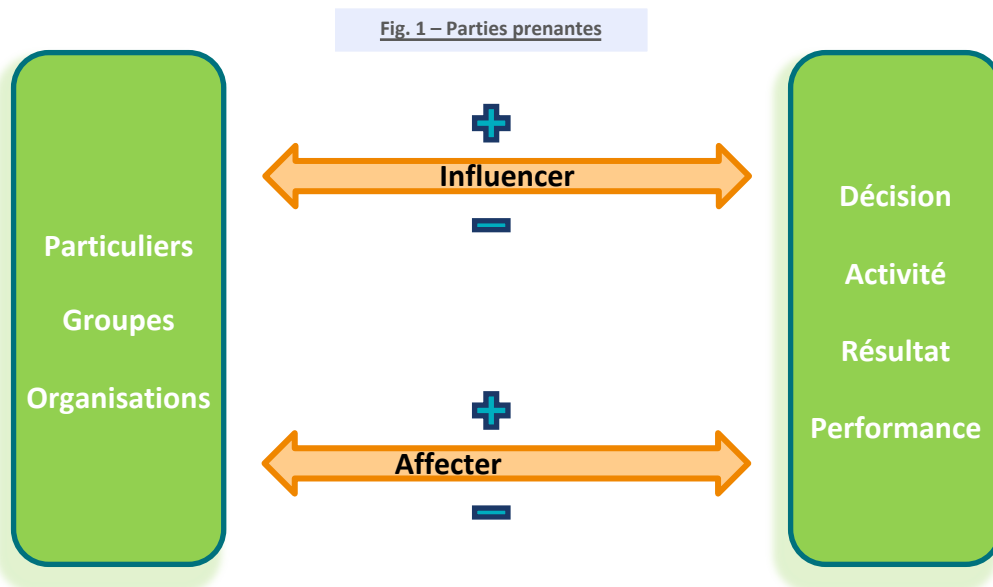 Fig. 1 – Parties prenantes
Particuliers
Groupes
Organisations
Influencer
Affecter
Décision
Activité
Résultat
Performance